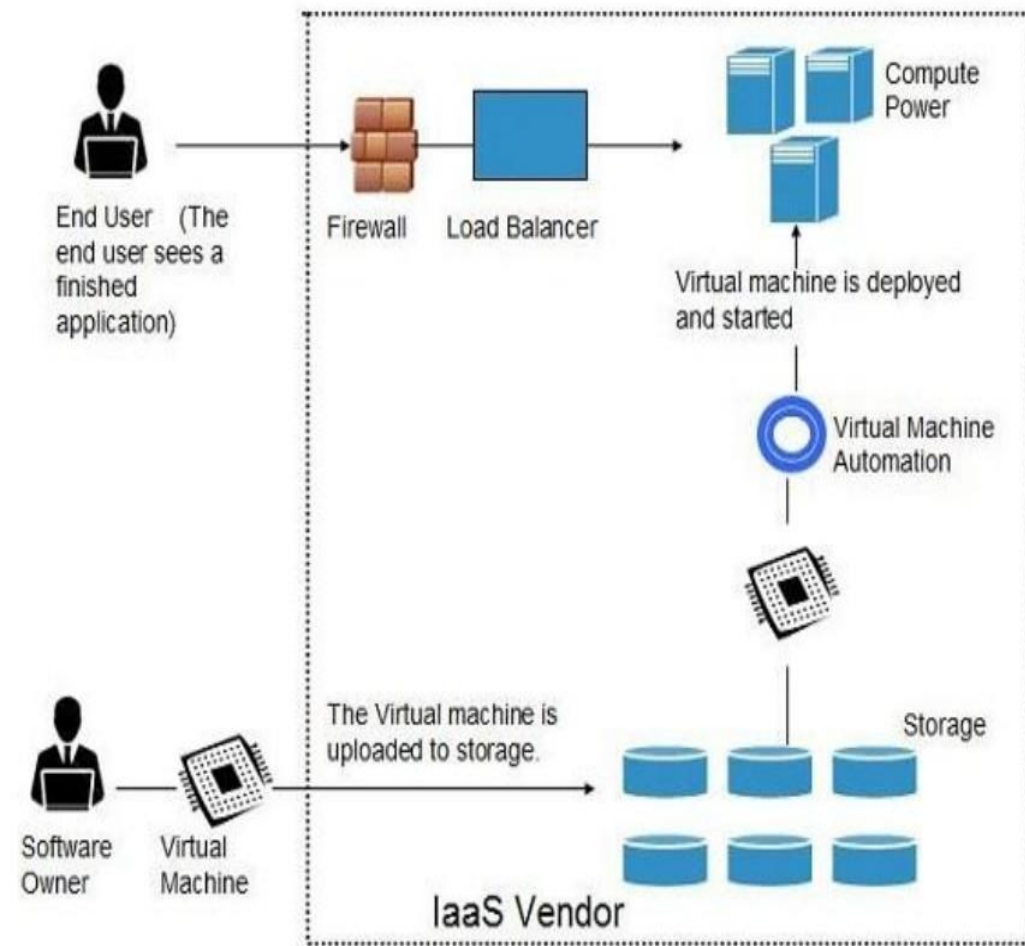 Compute
Power
End User (The
end user sees a
finished
application)
Firewall
Load Balancer
Virtual machine is deployed
and started
Virtual Machine
Automation
The Virtual machine is
uploaded to storage.
Storage
Software
Owner
Virtual
Machine
IaaS Vendor